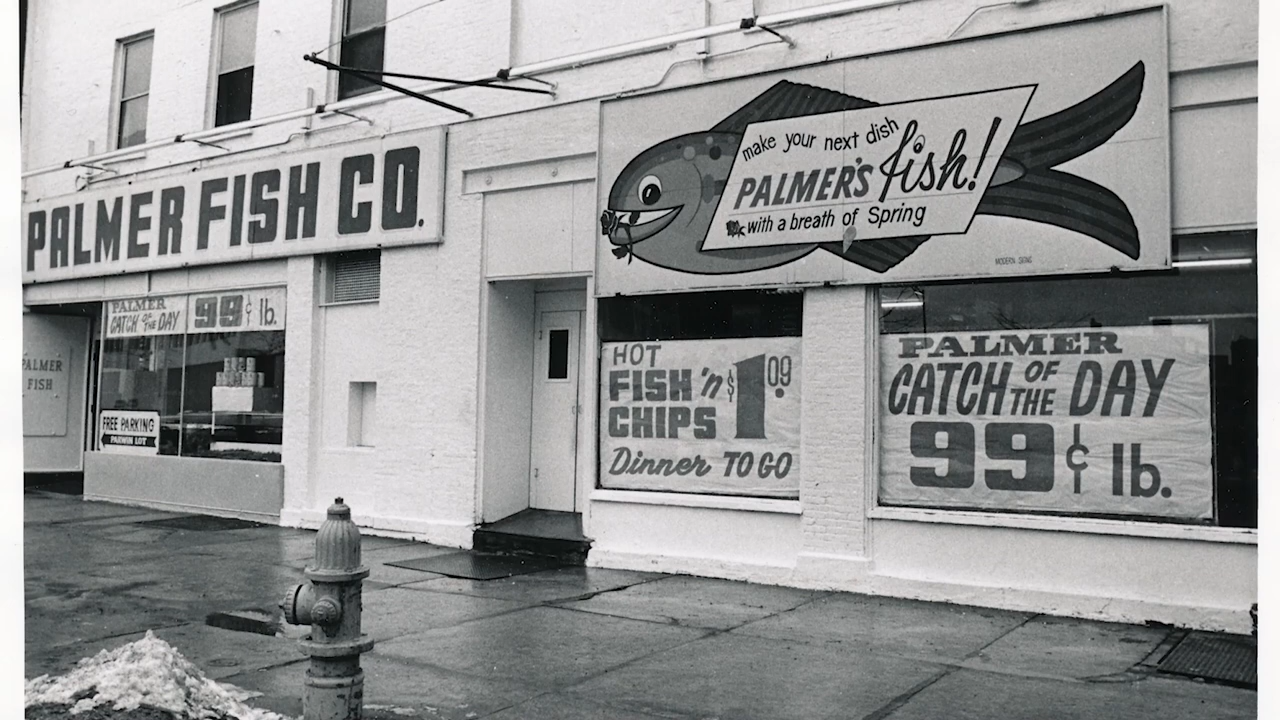 PALMER FISH CO.
make your next dish
PALMER'S fish!
with a breath of Spring
MODERN SIGNS
PALMER
CATCH OF THE DAY
99¢ lb.
PALMER
FISH
FREE PARKING
PARWIN LOT
HOT
FISH 'n
CHIPS $1.09
Dinner TO GO
PALMER
CATCH OF THE DAY
99¢ lb.